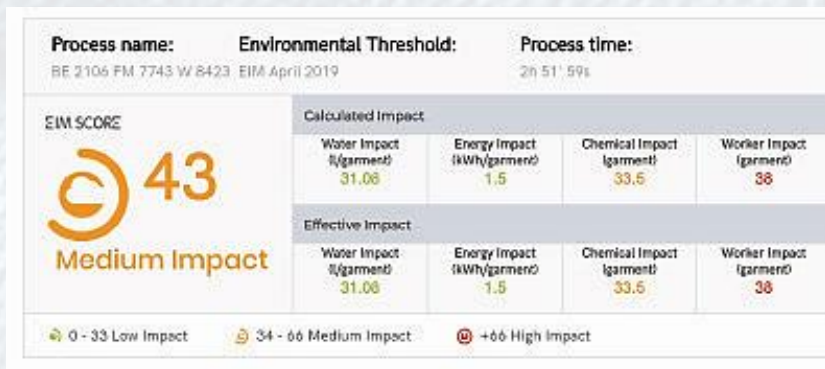 Process name: Environmental Threshold: Process time:
BE 2106 FM 7743 W 8423 EIM April 2019 2h 51' 59s
EIM SCORE
43
Medium Impact
Calculated Impact
Water Impact Energy Impact Chemical Impact Worker Impact
(l/garment) (kWh/garment) (garment) (garment)
31.06 1.5 33.5 38
Effective Impact
Water Impact Energy Impact Chemical Impact Worker Impact
(l/garment) (kWh/garment) (garment) (garment)
31.06 1.5 33.5 38
0 - 33 Low Impact 34 - 66 Medium Impact +66 High Impact